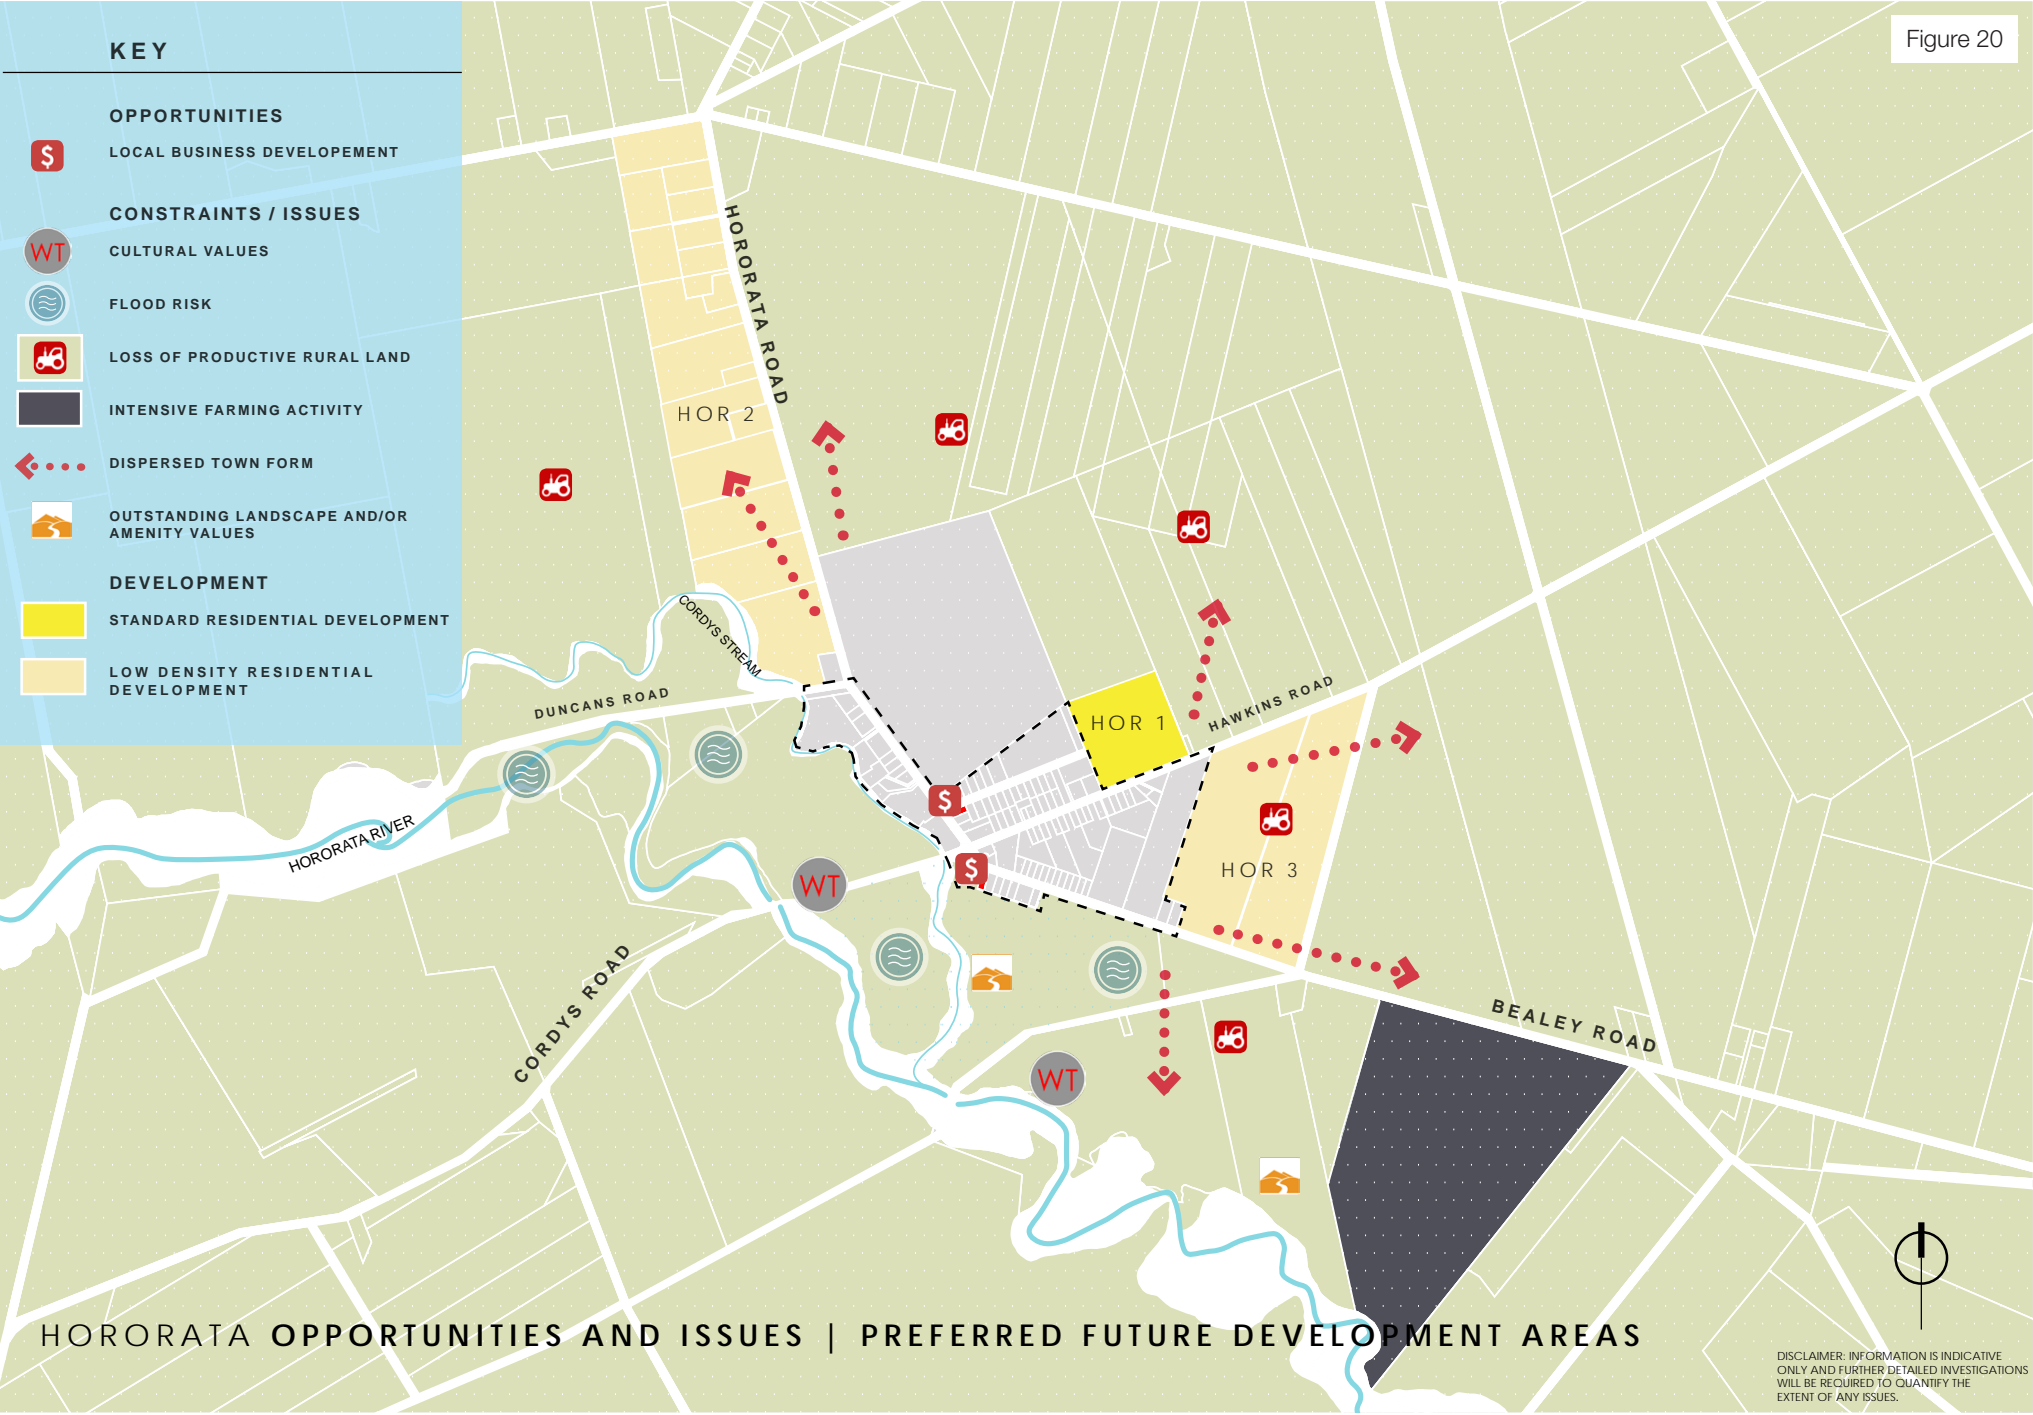 Figure 20
KEY
OPPORTUNITIES
$
LOCAL BUSINESS DEVELOPEMENT
CONSTRAINTS / ISSUES
WT
CULTURAL VALUES
FLOOD RISK
LOSS OF PRODUCTIVE RURAL LAND
INTENSIVE FARMING ACTIVITY
DISPERSED TOWN FORM
OUTSTANDING LANDSCAPE AND/OR
AMENITY VALUES
DEVELOPMENT
STANDARD RESIDENTIAL DEVELOPMENT
LOW DENSITY RESIDENTIAL
DEVELOPMENT
HORORATA ROAD
HOR 2
CORDYS STREAM
DUNCANS ROAD
HOR 1
HAWKINS ROAD
$
HORORATA RIVER
$
HOR 3
WT
CORDYS ROAD
BEALEY ROAD
WT
HORORATA OPPORTUNITIES AND ISSUES | PREFERRED FUTURE DEVELOPMENT AREAS
DISCLAIMER: INFORMATION IS INDICATIVE
ONLY AND FURTHER DETAILED INVESTIGATIONS
WILL BE REQUIRED TO QUANTIFY THE
EXTENT OF ANY ISSUES.